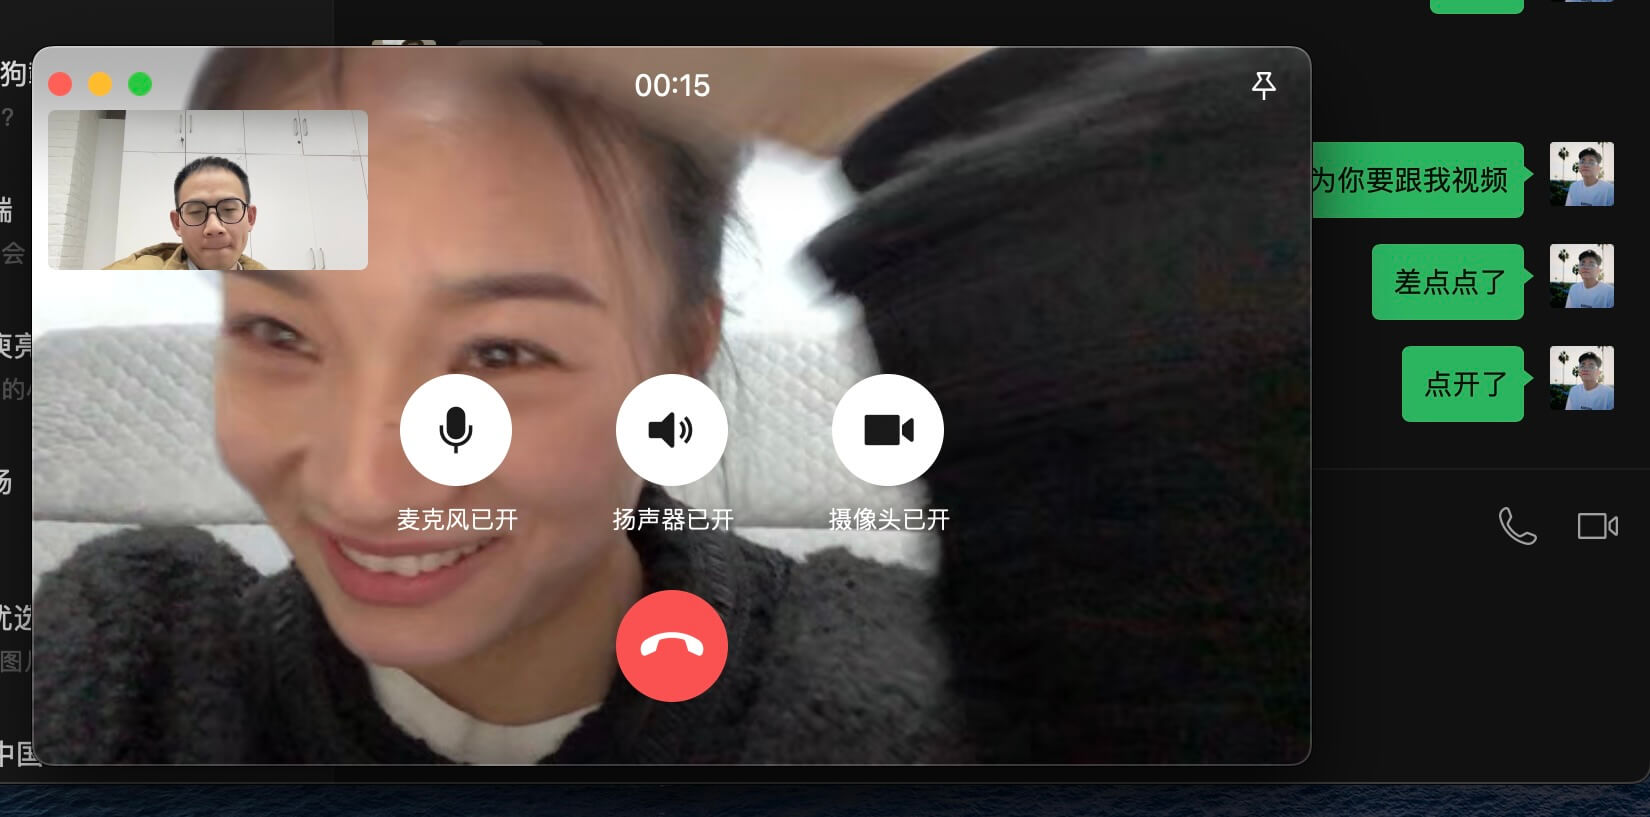 狗
?
端
会
爽亮
的
扬
优选
图片
中国
00:15
麦克风已开
扬声器已开
摄像头已开
为你要跟我视频
差点点了
点开了